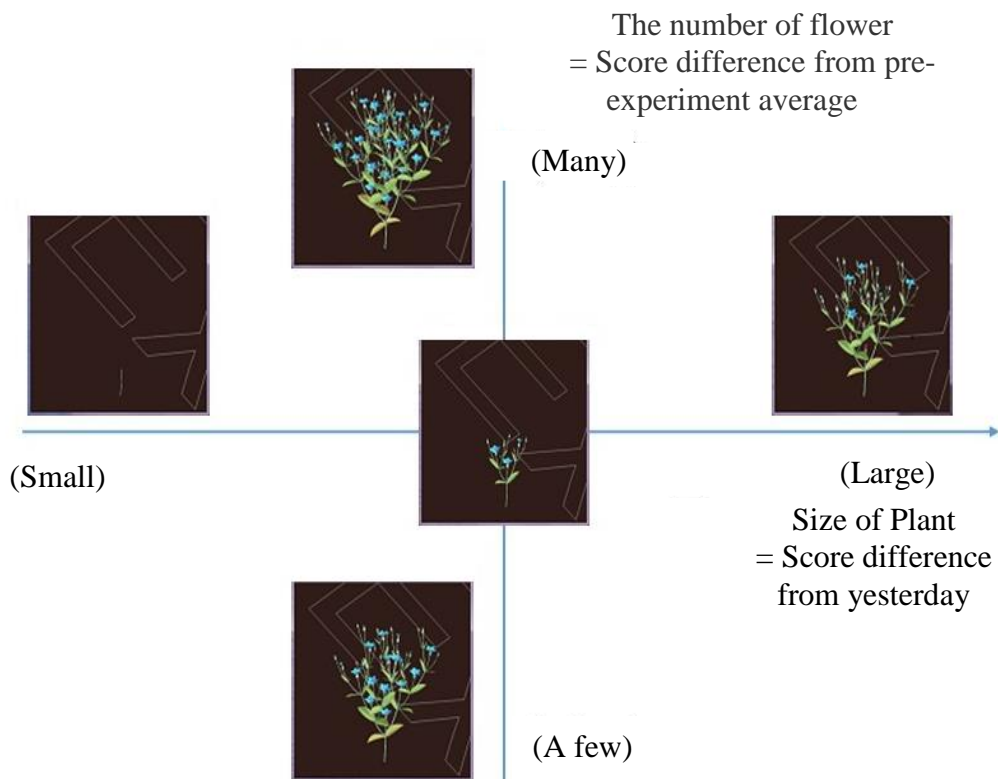 The number of flower
= Score difference from pre-
experiment average
(Many)
(Small)
(Large)
Size of Plant
= Score difference
from yesterday
(A few)